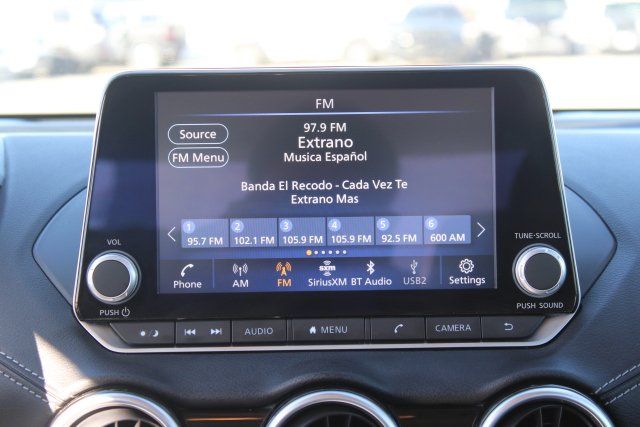 FM
Source
97.9 FM
Extrano
FM Menu
Musica Español
Banda El Recodo - Cada Vez Te
Extrano Mas
1 2 3 4 5 6
95.7 FM 102.1 FM 105.9 FM 105.9 FM 92.5 FM 600 AM
VOL
TUNE·SCROLL
sxm
Phone AM FM SiriusXM BT Audio USB2 Settings
PUSH
PUSH SOUND
AUDIO MENU CAMERA